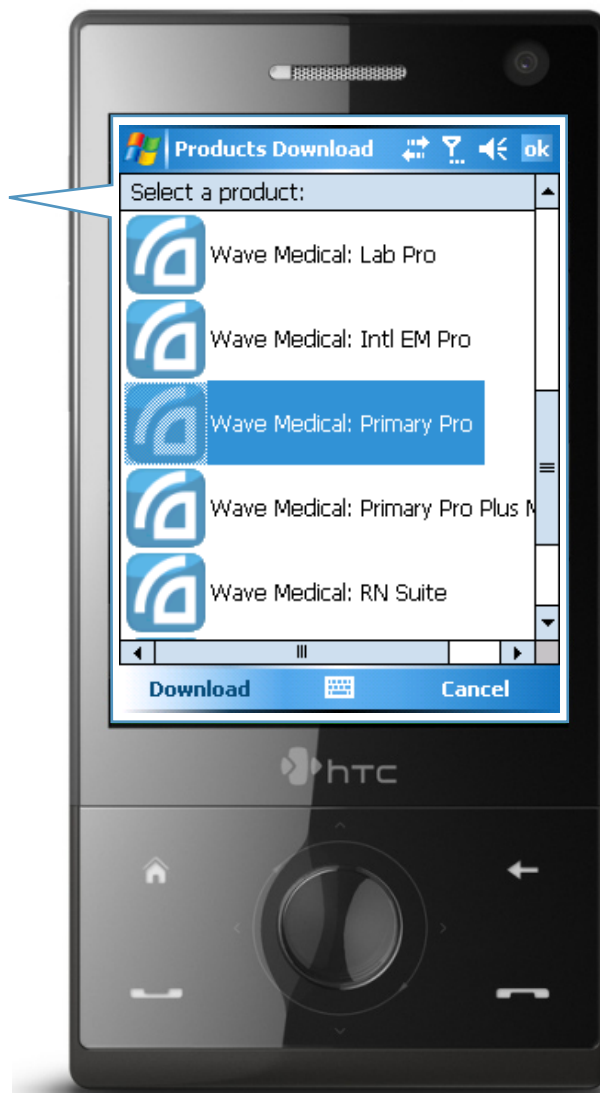 Products Download
ok
Select a product:
Wave Medical: Lab Pro
Wave Medical: Intl EM Pro
Wave Medical: Primary Pro
Wave Medical: Primary Pro Plus
Wave Medical: RN Suite
Download
Cancel
hTC